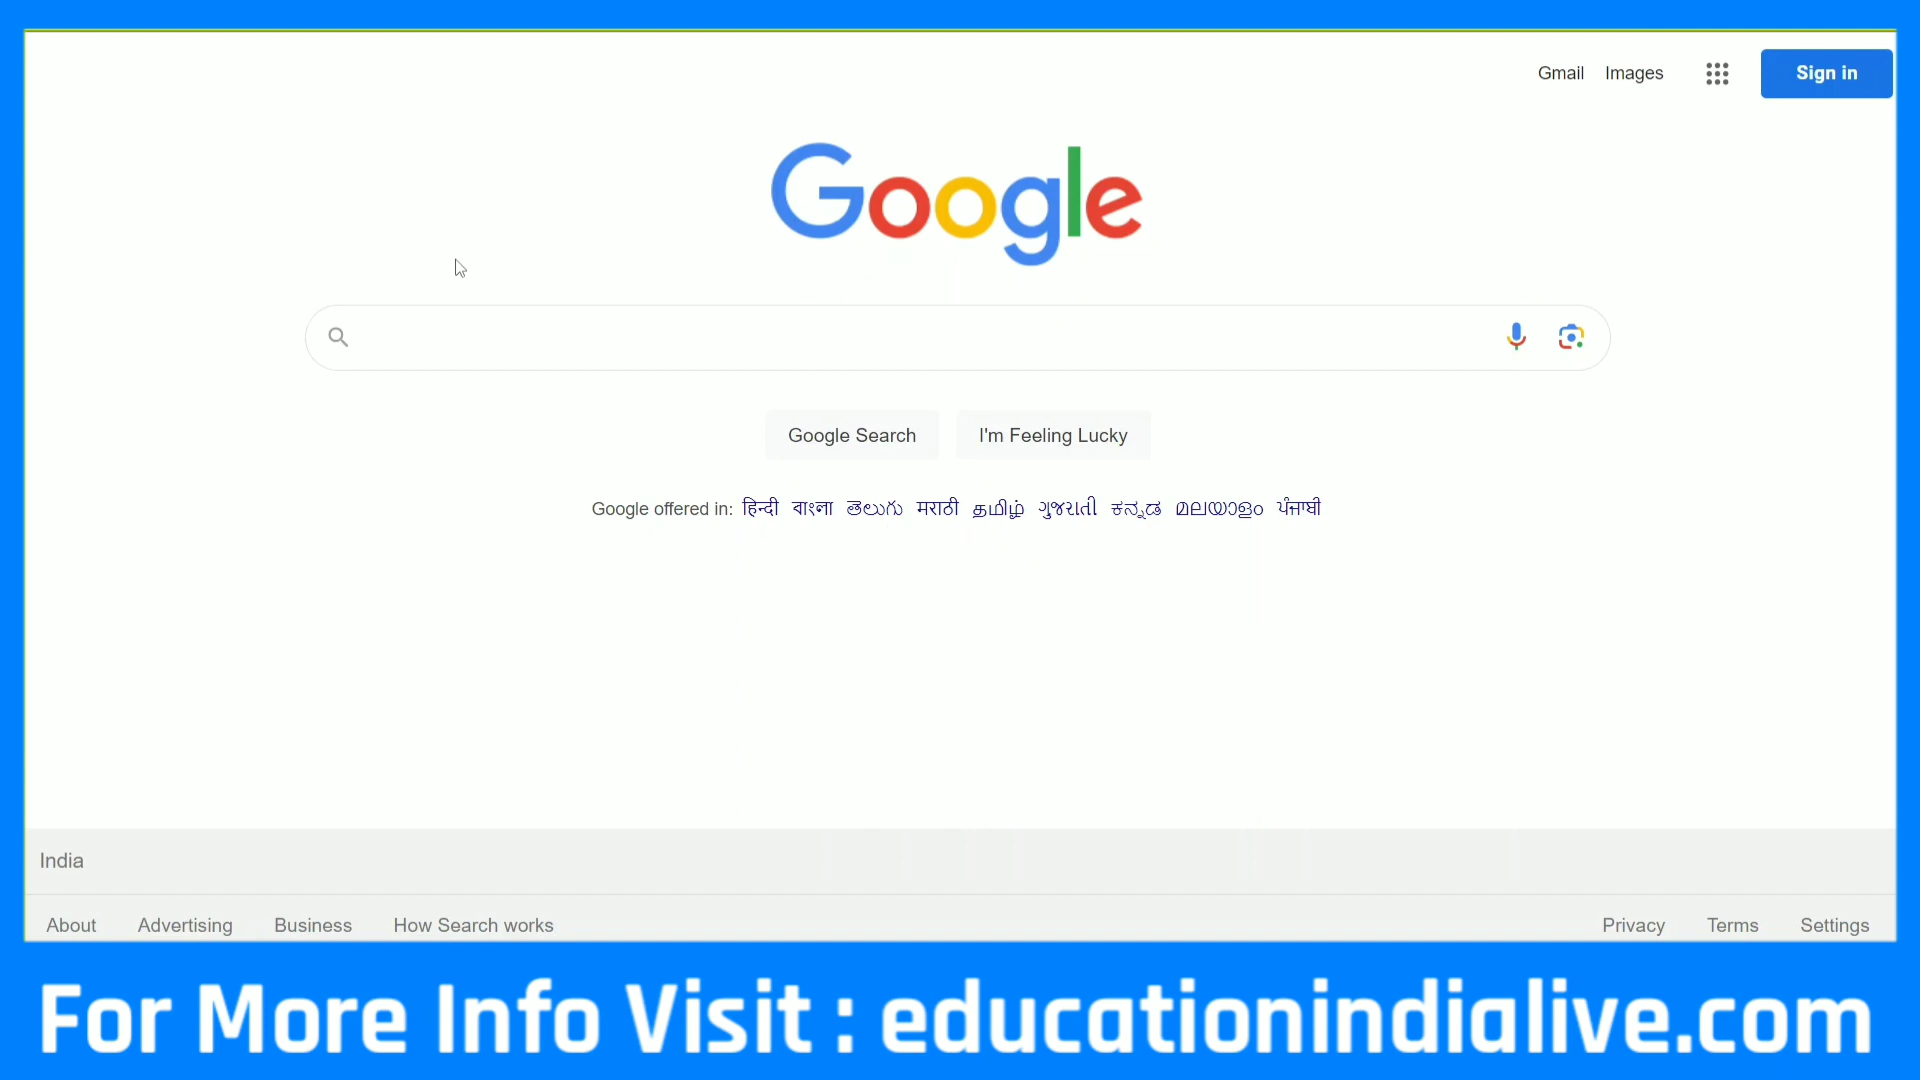 Gmail Images Sign in
Google
Google Search I'm Feeling Lucky
Google offered in: हिन्दी বাংলা తెలుగు मराठी தமிழ் ગુજરાતી ಕನ್ನಡ മലയാളം ਪੰਜਾਬੀ
India
About Advertising Business How Search works Privacy Terms Settings
For More Info Visit : educationindialive.com